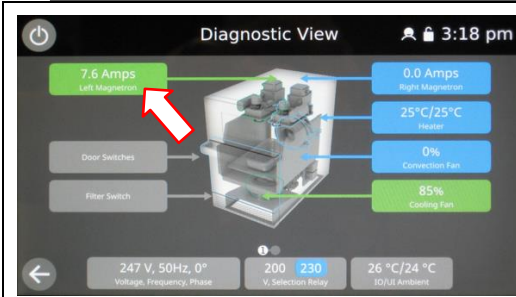 Diagnostic View
3:18 pm
7.6 Amps
Left Magnetron
0.0 Amps
Right Magnetron
25°C/25°C
Heater
Door Switches
0%
Convection Fan
Filter Switch
85%
Cooling Fan
1
247 V, 50Hz, 0°
Voltage, Frequency, Phase
200 230
V, Selection Relay
26 °C/24 °C
IO/UI Ambient